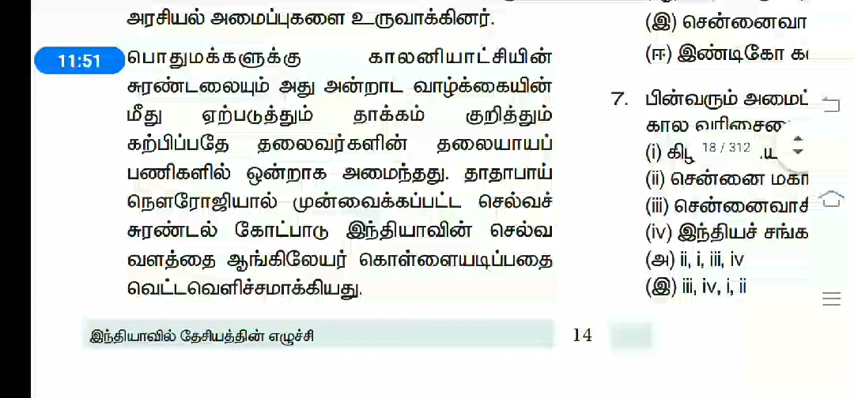 அரசியல் அமைப்புகளை உருவாக்கினர்.
11:51
பொதுமக்களுக்கு காலனியாட்சியின்
சுரண்டலையும் அது அன்றாட வாழ்க்கையின்
மீது ஏற்படுத்தும் தாக்கம் குறித்தும்
கற்பிப்பதே தலைவர்களின் தலையாயப்
பணிகளில் ஒன்றாக அமைந்தது. தாதாபாய்
நௌரோஜியால் முன்வைக்கப்பட்ட செல்வச்
சுரண்டல் கோட்பாடு இந்தியாவின் செல்வ
வளத்தை ஆங்கிலேயர் கொள்ளையடிப்பதை
வெட்டவெளிச்சமாக்கியது.
(இ) சென்னைவா
(ஈ) இண்டிகோ க
7. பின்வரும் அமைப்
கால வரிசை
(i) கிழ
18 / 312
(ii) சென்னை மகா
(iii) சென்னைவாச
(iv) இந்தியச் சங்க
(அ) ii, i, iii, iv
(இ) iii, iv, i, ii
இந்தியாவில் தேசியத்தின் எழுச்சி
14